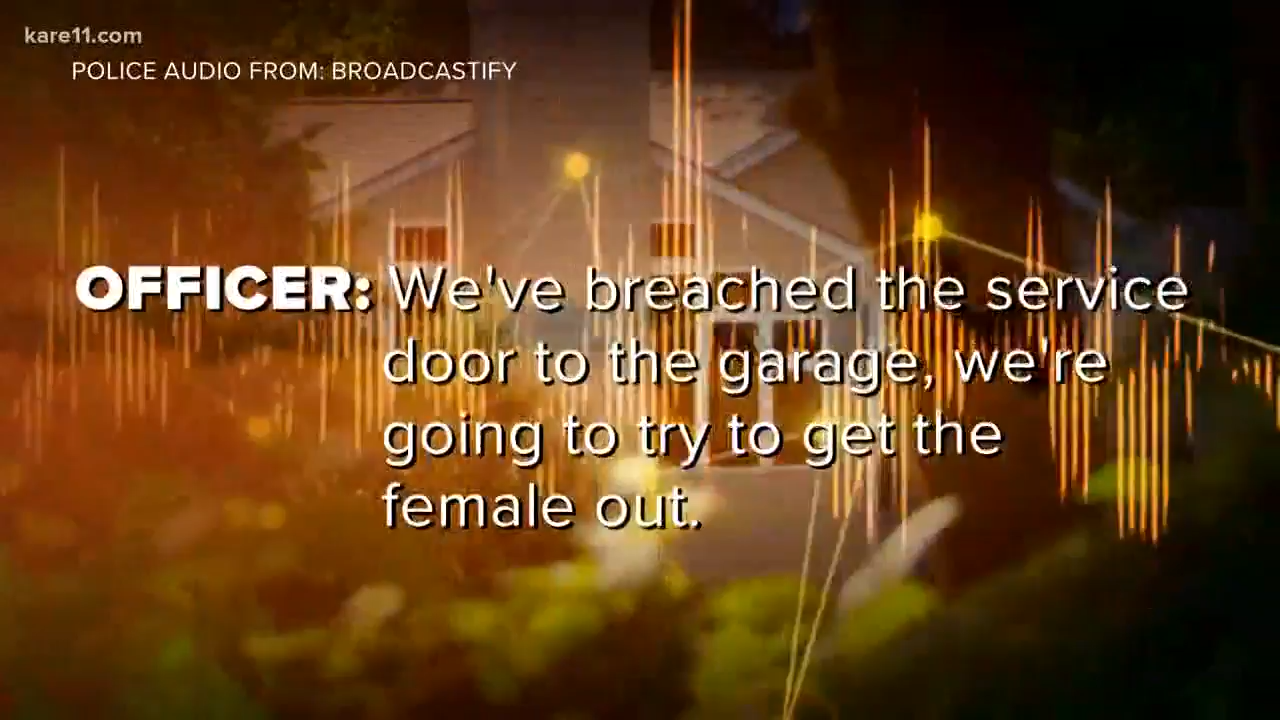 kare11.com
POLICE AUDIO FROM: BROADCASTIFY
OFFICER: We've breached the service
door to the garage, we're
going to try to get the
female out.